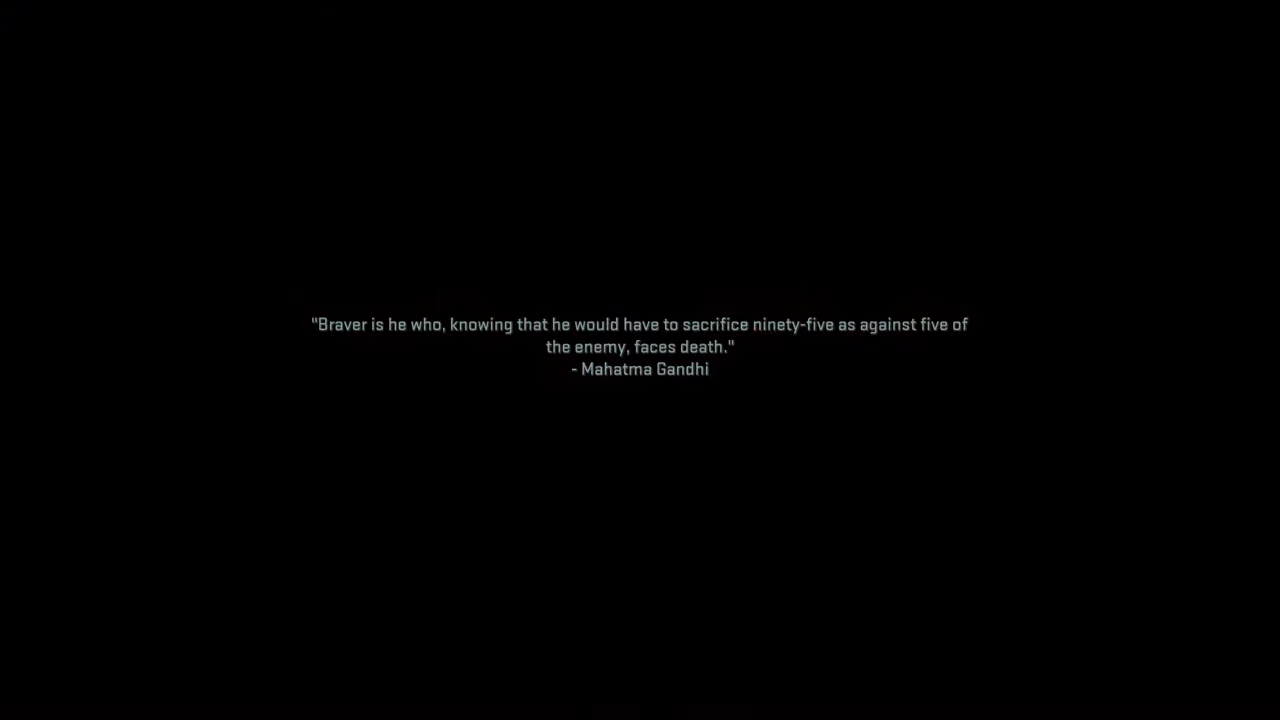 "Braver is he who, knowing that he would have to sacrifice ninety-five as against five of
the enemy, faces death."
- Mahatma Gandhi